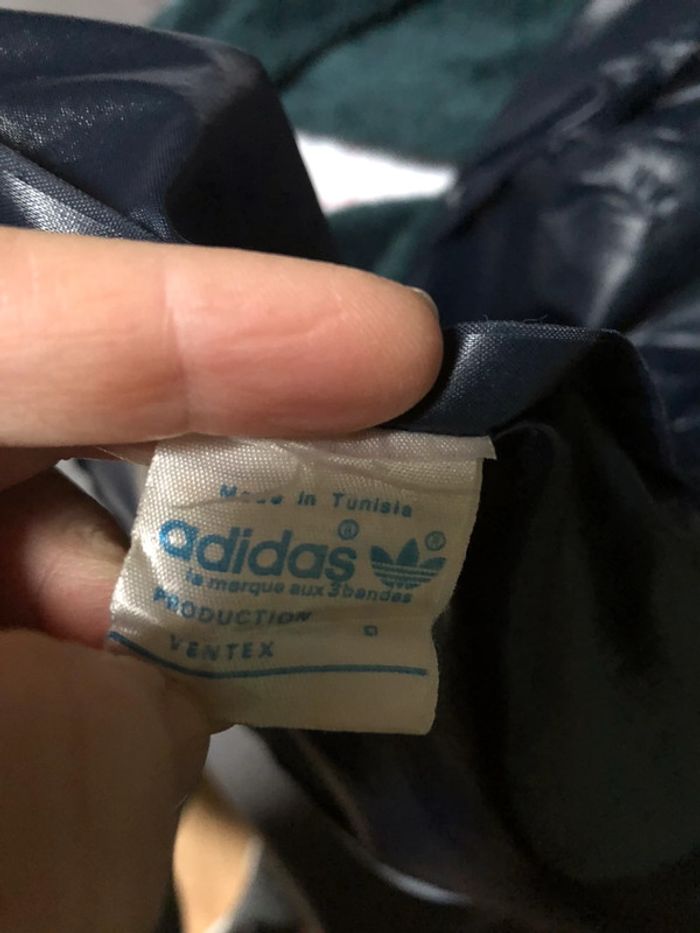 Made in Tunisia
adidas® ®
la marque aux 3 bandes
PRODUCTION
VENTEX